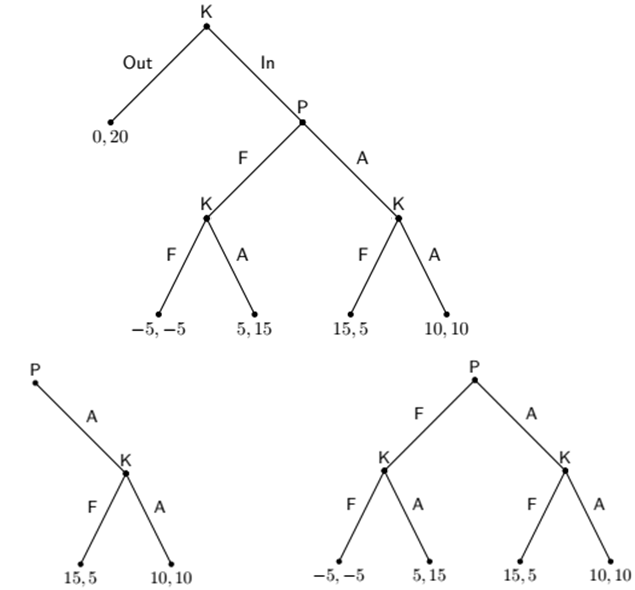 K
Out In
P
0, 20
F A
K K
F A F A
−5, −5 5, 15 15, 5 10, 10
P P
A F A
K K K
F A F A F A
15, 5 10, 10 −5, −5 5, 15 15, 5 10, 10